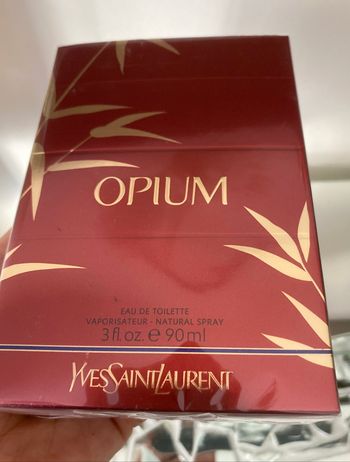 OPIUM
EAU DE TOILETTE
VAPORISATEUR - NATURAL SPRAY
3 fl. oz. ℮ 90 ml
YVESSAINTLAURENT